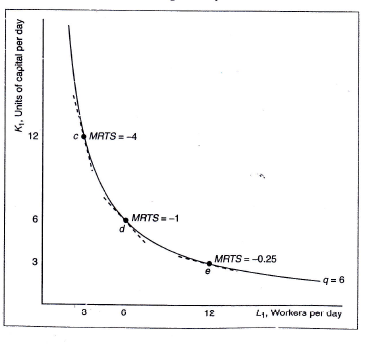 K₁, Units of capital per day
12
c MRTS = –4
6
MRTS = –1
d
3
MRTS = –0.25
e
q = 6
3 6 12 L₁, Workers per day